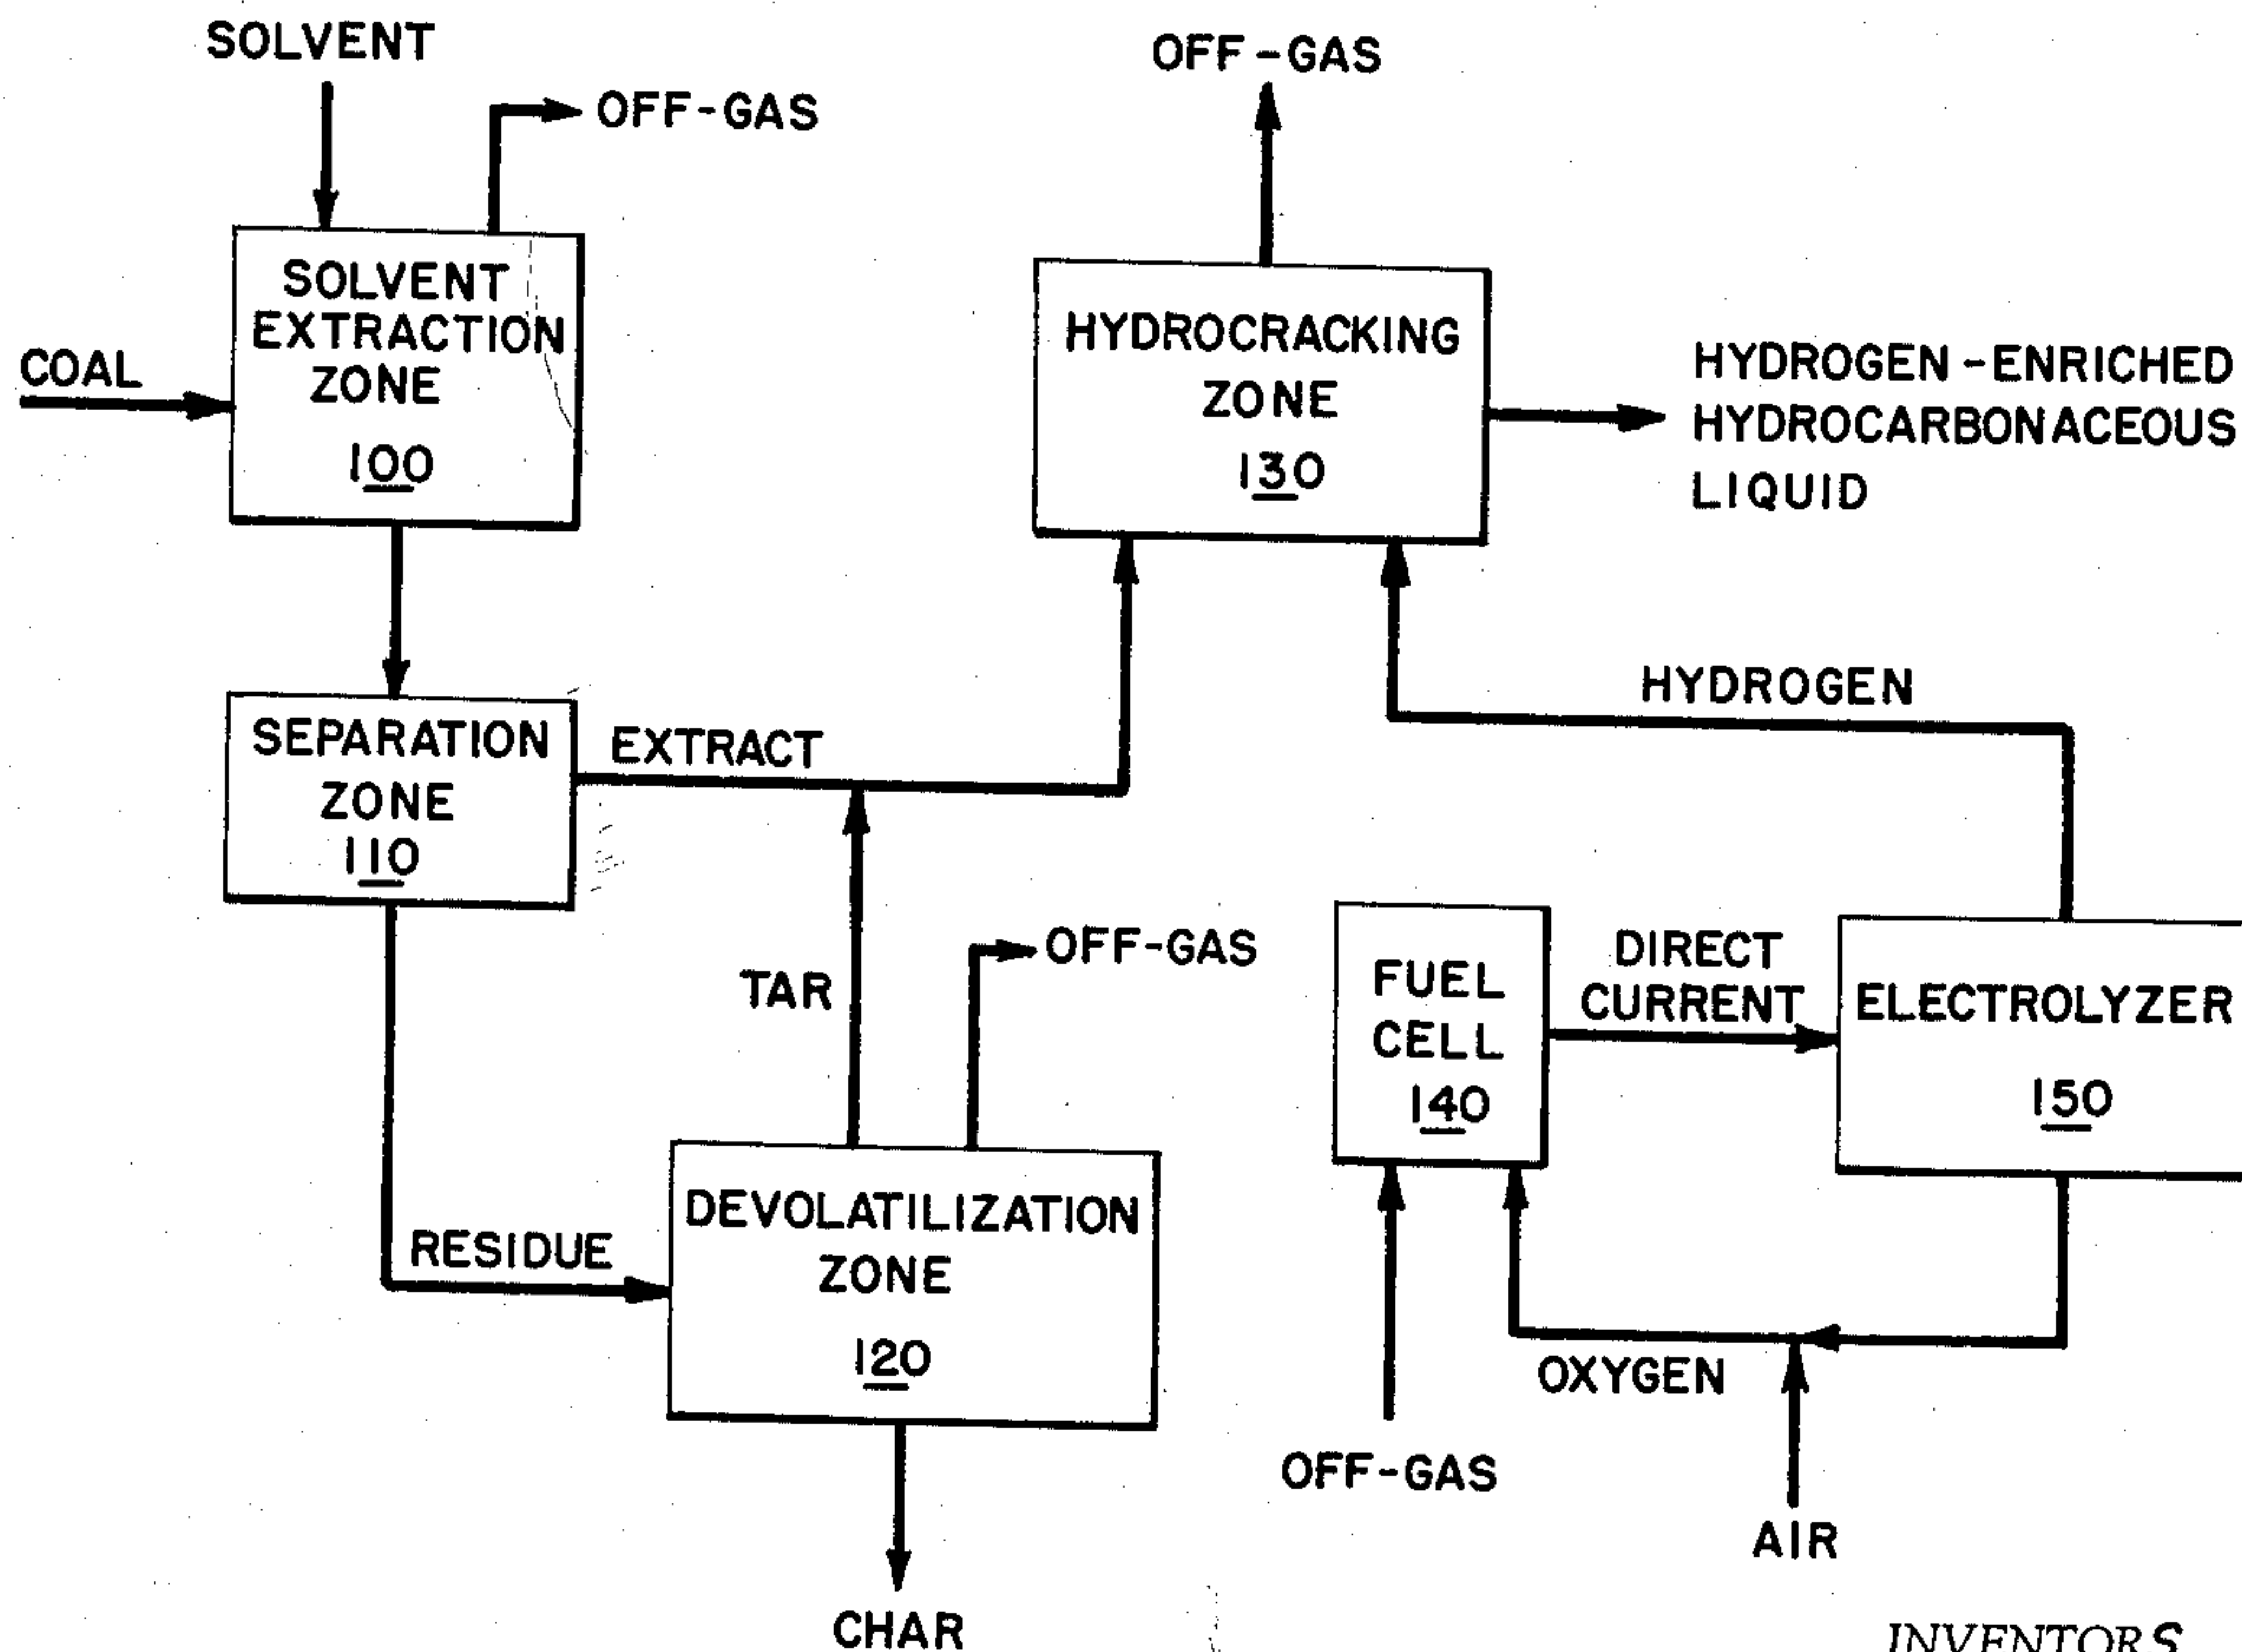 SOLVENT
OFF-GAS
SOLVENT
EXTRACTION
ZONE
100
COAL
OFF-GAS
HYDROCRACKING
ZONE
130
HYDROGEN-ENRICHED
HYDROCARBONACEOUS
LIQUID
SEPARATION
ZONE
110
EXTRACT
HYDROGEN
TAR
OFF-GAS
FUEL
CELL
140
DIRECT
CURRENT
ELECTROLYZER
150
RESIDUE
DEVOLATILIZATION
ZONE
120
OXYGEN
OFF-GAS
AIR
CHAR
INVENTORS